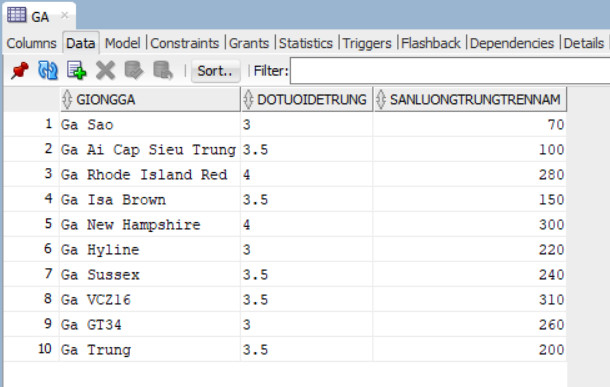 GA
Columns Data Model Constraints Grants Statistics Triggers Flashback Dependencies Details
Sort.. Filter:
GIONGGA DOTUOIDETRUNG SANLUONGTRUNGTRENNAM
1 Ga Sao 3 70
2 Ga Ai Cap Sieu Trung 3.5 100
3 Ga Rhode Island Red 4 280
4 Ga Isa Brown 3.5 150
5 Ga New Hampshire 4 300
6 Ga Hyline 3 220
7 Ga Sussex 3.5 240
8 Ga VCZ16 3.5 310
9 Ga GT34 3 260
10 Ga Trung 3.5 200